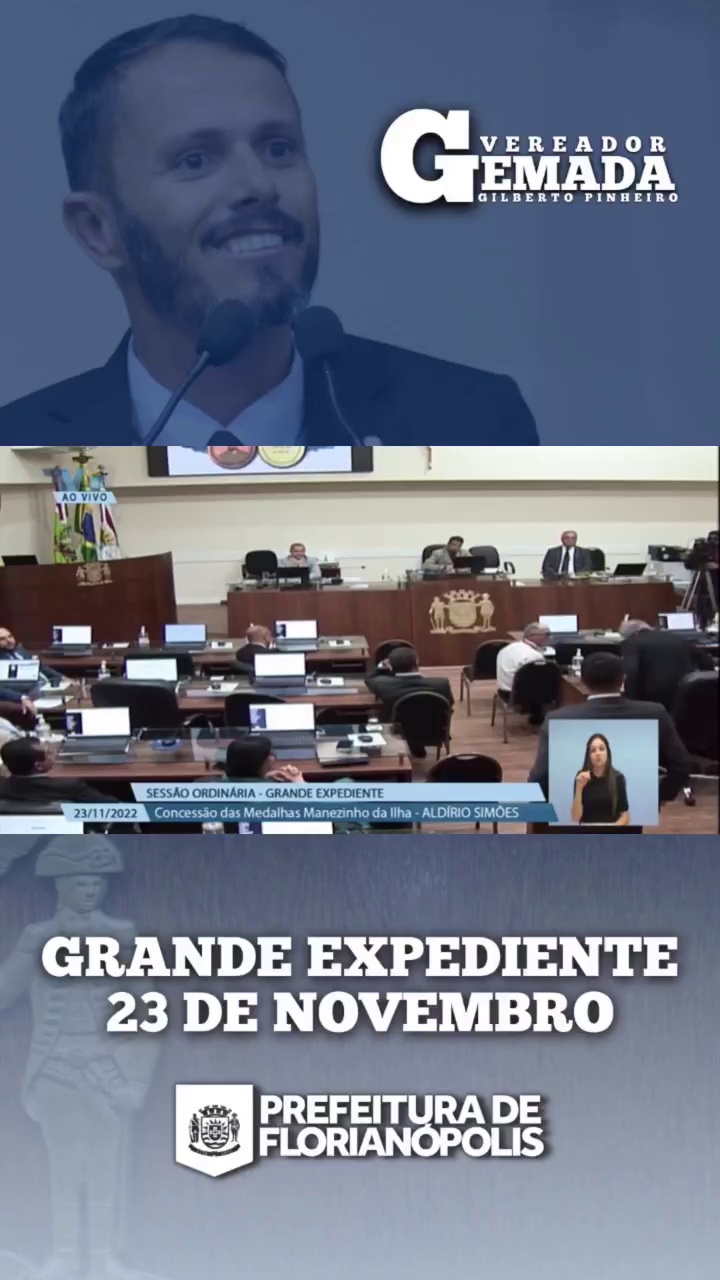 VEREADOR
GEMADA
GILBERTO PINHEIRO
AO VIVO
SESSÃO ORDINÁRIA - GRANDE EXPEDIENTE
23/11/2022 Concessão das Medalhas Manezinho da Ilha - ALDÍRIO SIMÕES
GRANDE EXPEDIENTE
23 DE NOVEMBRO
PREFEITURA DE
FLORIANÓPOLIS